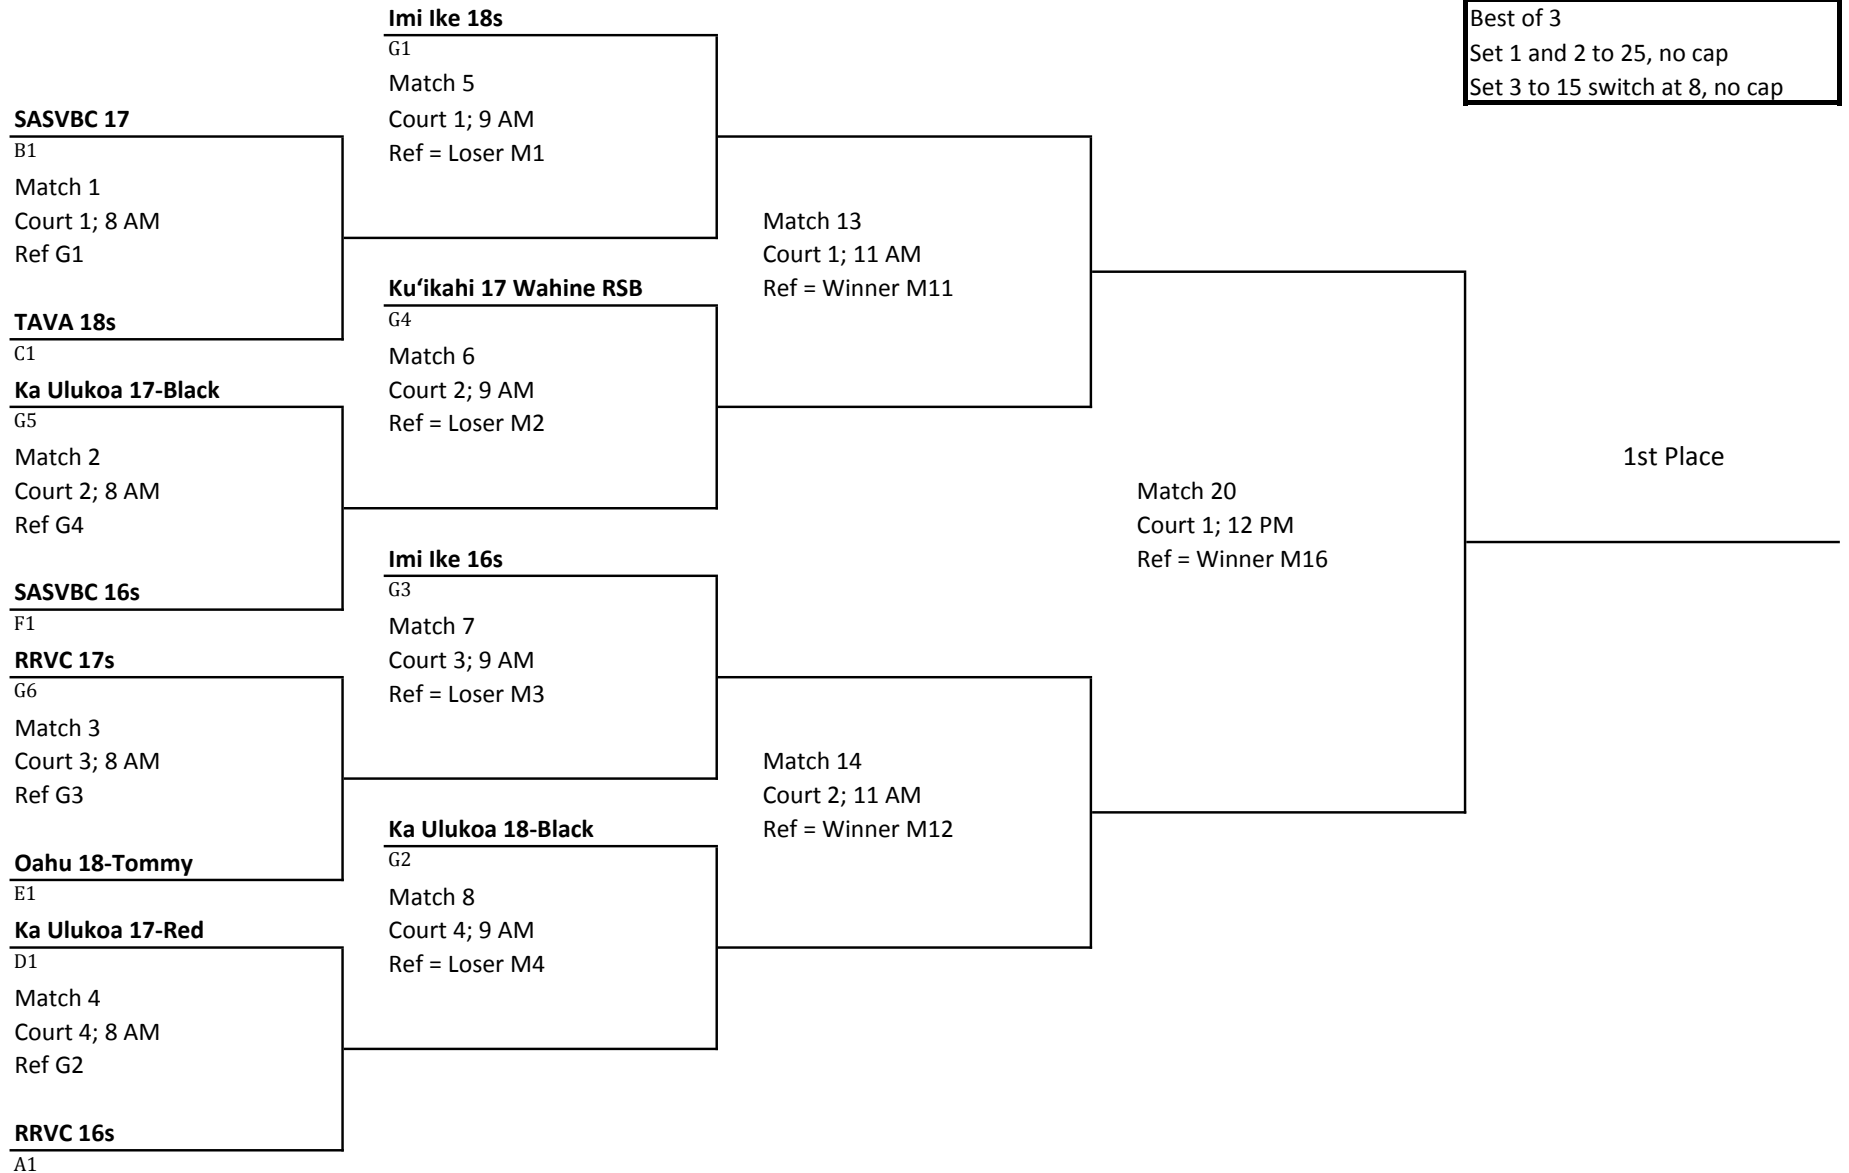 Imi Ike 18s
G1
Match 5
Court 1; 9 AM
Ref = Loser M1
Best of 3
Set 1 and 2 to 25, no cap
Set 3 to 15 switch at 8, no cap
SASVBC 17
B1
Match 1
Court 1; 8 AM
Ref G1
TAVA 18s
C1
Match 13
Court 1; 11 AM
Ref = Winner M11
Kuʻikahi 17 Wahine RSB
G4
Match 6
Court 2; 9 AM
Ref = Loser M2
Ka Ulukoa 17-Black
G5
Match 2
Court 2; 8 AM
Ref G4
SASVBC 16s
F1
1st Place
Match 20
Court 1; 12 PM
Ref = Winner M16
Imi Ike 16s
G3
Match 7
Court 3; 9 AM
Ref = Loser M3
RRVC 17s
G6
Match 3
Court 3; 8 AM
Ref G3
Oahu 18-Tommy
E1
Match 14
Court 2; 11 AM
Ref = Winner M12
Ka Ulukoa 18-Black
G2
Match 8
Court 4; 9 AM
Ref = Loser M4
Ka Ulukoa 17-Red
D1
Match 4
Court 4; 8 AM
Ref G2
RRVC 16s
A1